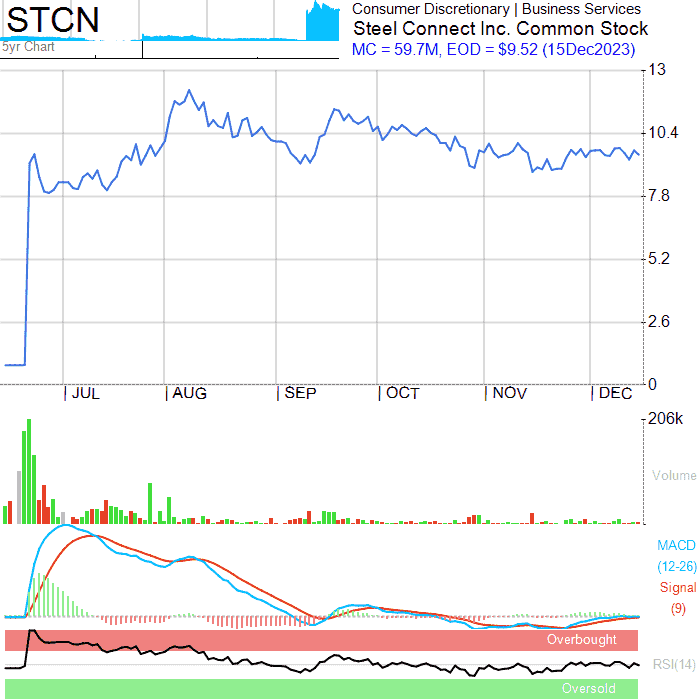 STCN
5yr Chart
Consumer Discretionary | Business Services
Steel Connect Inc. Common Stock
MC = 59.7M, EOD = $9.52 (15Dec2023)
13
10.4
7.8
5.2
2.6
0
| JUL | AUG | SEP | OCT | NOV | DEC
206k
Volume
MACD
(12-26)
Signal
(9)
Overbought
RSI(14)
Oversold